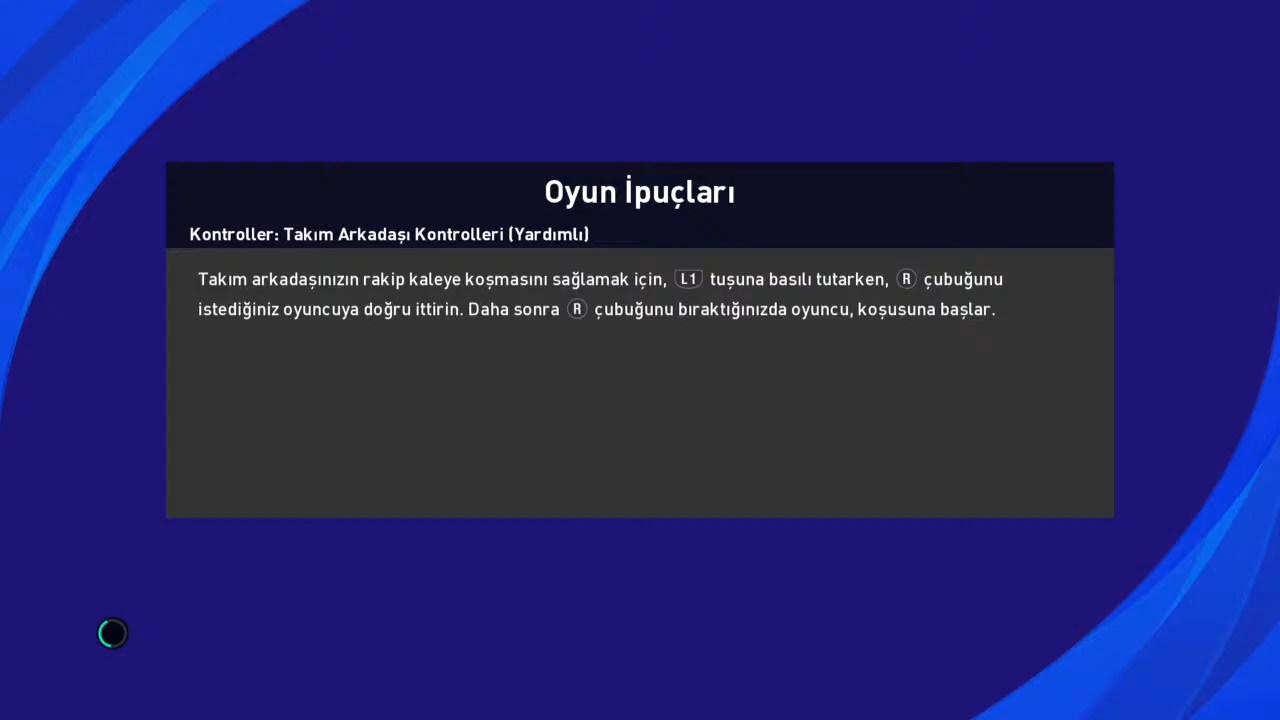 Oyun İpuçları
Kontroller: Takım Arkadaşı Kontrolleri (Yardımlı)
Takım arkadaşınızın rakip kaleye koşmasını sağlamak için, L1 tuşuna basılı tutarken, R çubuğunu
istediğiniz oyuncuya doğru ittirin. Daha sonra R çubuğunu bıraktığınızda oyuncu, koşusuna başlar.